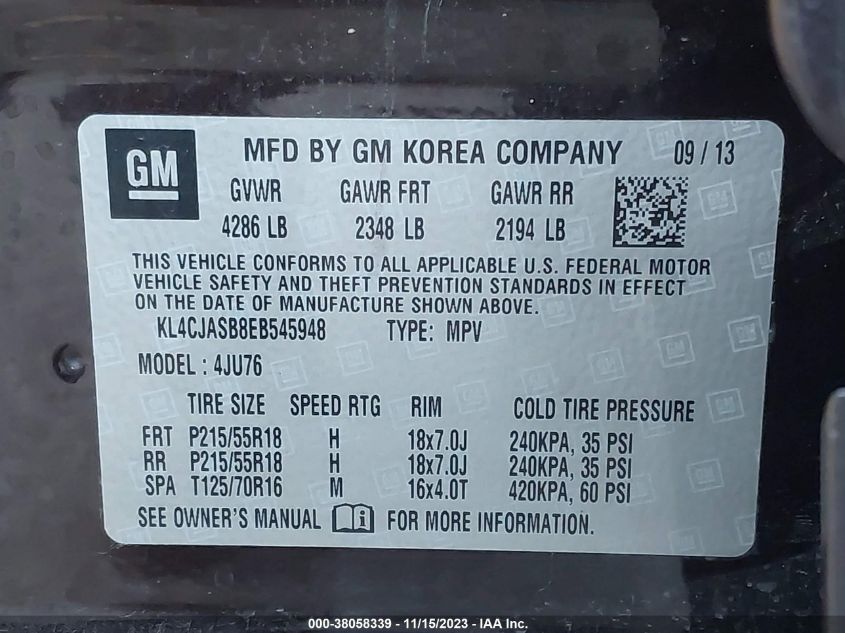 GM MFD BY GM KOREA COMPANY 09 / 13
GVWR GAWR FRT GAWR RR
4286 LB 2348 LB 2194 LB
THIS VEHICLE CONFORMS TO ALL APPLICABLE U.S. FEDERAL MOTOR
VEHICLE SAFETY AND THEFT PREVENTION STANDARDS IN EFFECT
ON THE DATE OF MANUFACTURE SHOWN ABOVE.
KL4CJASB8EB545948 TYPE: MPV
MODEL : 4JU76
TIRE SIZE SPEED RTG RIM COLD TIRE PRESSURE
FRT P215/55R18 H 18x7.0J 240KPA, 35 PSI
RR P215/55R18 H 18x7.0J 240KPA, 35 PSI
SPA T125/70R16 M 16x4.0T 420KPA, 60 PSI
SEE OWNER'S MANUAL FOR MORE INFORMATION.
000-38058339 - 11/15/2023 - IAA Inc.